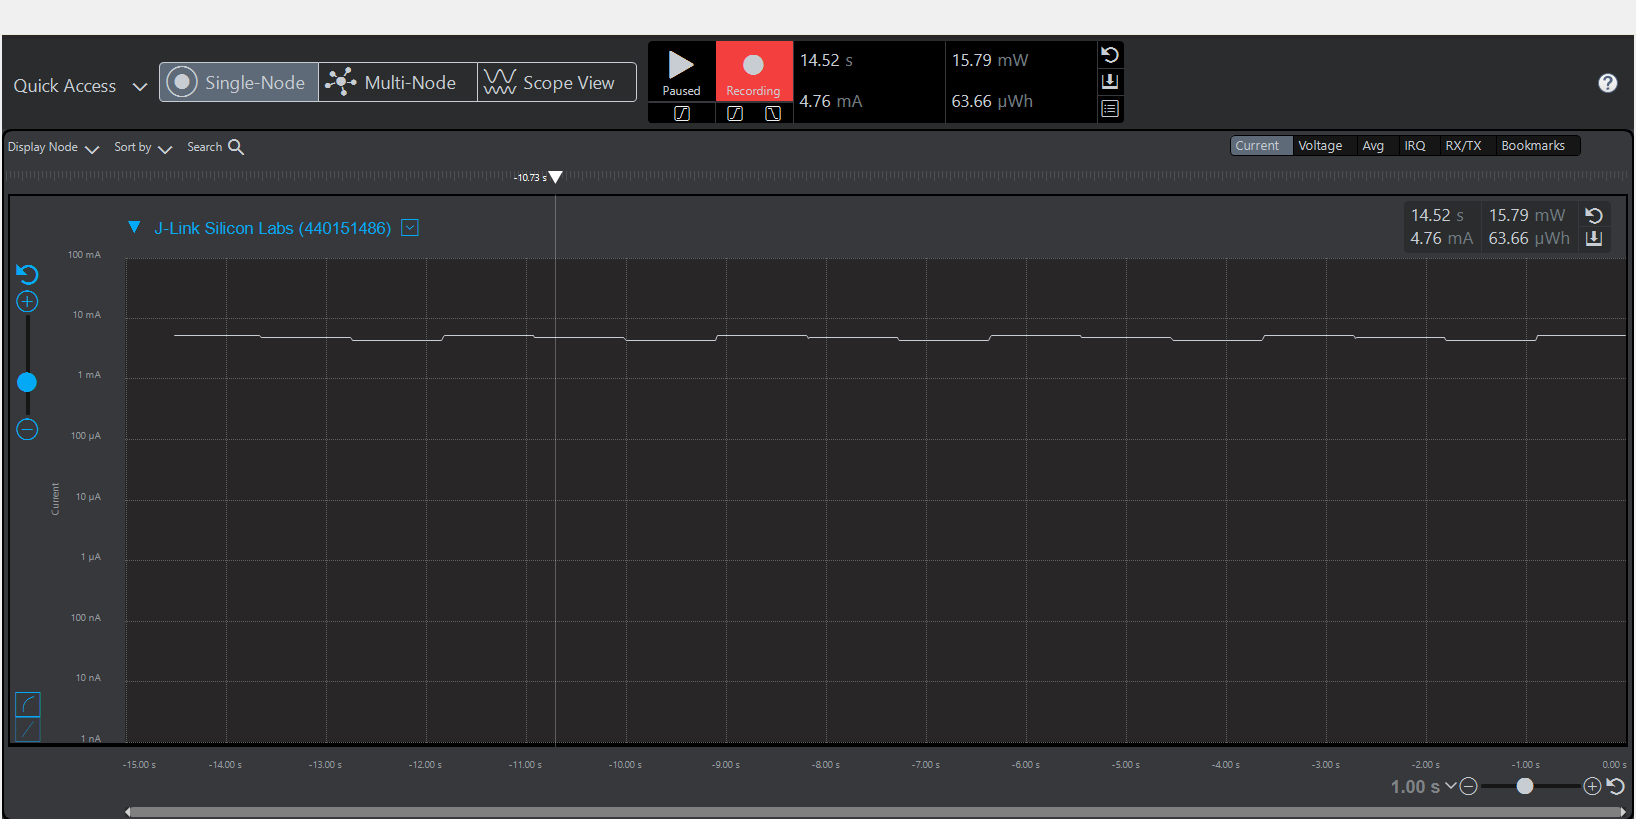 Quick Access
Single-Node
Multi-Node
Scope View
Paused
Recording
14.52 s
15.79 mW
4.76 mA
63.66 µWh
Display Node
Sort by
Search
Current
Voltage
Avg
IRQ
RX/TX
Bookmarks
-10.73 s
J-Link Silicon Labs (440151486)
14.52 s
15.79 mW
4.76 mA
63.66 µWh
100 mA
10 mA
1 mA
100 µA
10 µA
1 µA
100 nA
10 nA
1 nA
Current
-15.00 s
-14.00 s
-13.00 s
-12.00 s
-11.00 s
-10.00 s
-9.00 s
-8.00 s
-7.00 s
-6.00 s
-5.00 s
-4.00 s
-3.00 s
-2.00 s
-1.00 s
0.00 s
1.00 s